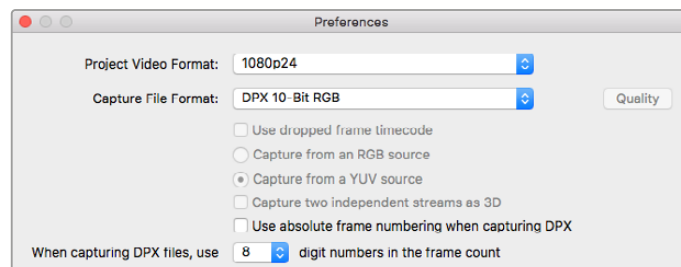 Preferences
Project Video Format: 1080p24
Capture File Format: DPX 10-Bit RGB Quality
Use dropped frame timecode
Capture from an RGB source
Capture from a YUV source
Capture two independent streams as 3D
Use absolute frame numbering when capturing DPX
When capturing DPX files, use 8 digit numbers in the frame count